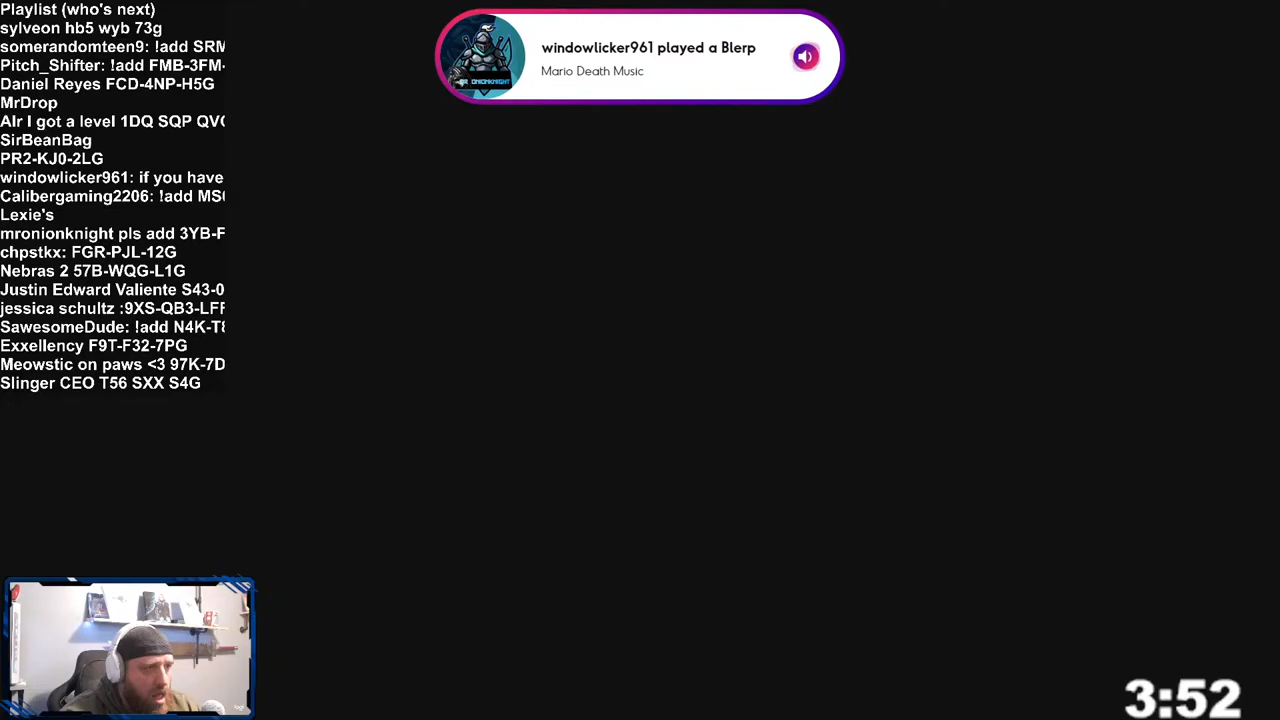 Playlist (who's next)
sylveon hb5 wyb 73g
somerandomteen9: !add SRM
Pitch_Shifter: !add FMB-3FM-
Daniel Reyes FCD-4NP-H5G
MrDrop
Alr I got a level 1DQ SQP QV
SirBeanBag
PR2-KJ0-2LG
windowlicker961: if you have
Calibergaming2206: !add MS
Lexie's
mronionknight pls add 3YB-F
chpstkx: FGR-PJL-12G
Nebras 2 57B-WQG-L1G
Justin Edward Valiente S43-0
jessica schultz :9XS-QB3-LF
SawesomeDude: !add N4K-T8
Exxellency F9T-F32-7PG
Meowstic on paws <3 97K-7D
Slinger CEO T56 SXX S4G
windowlicker961 played a Blerp
Mario Death Music
ONIONKNIGHT
3:52